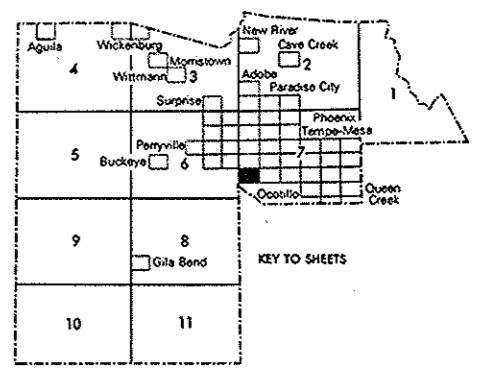 New River
Aguila
Wickenburg
Cave Creek
4
Morristown
2
Wittmann
3
Adobe
Paradise City
1
Surprise
Phoenix
Tempe-Mesa
5
Perryville
7
Buckeye
6
Ocotillo
Queen
Creek
9
8
Gila Bend
KEY TO SHEETS
10
11